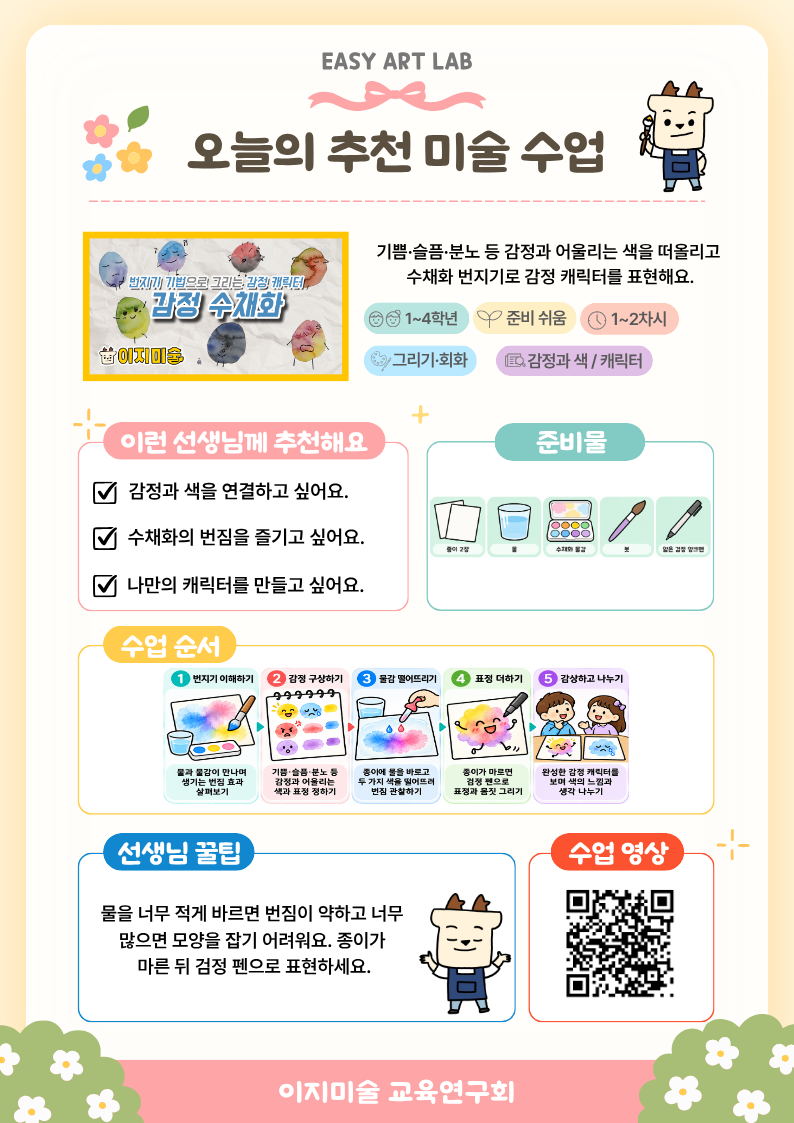 EASY ART LAB
오늘의 추천 미술 수업
번지기 기법으로 그리는 감정 캐릭터
감정 수채화
이지미술
기쁨·슬픔·분노 등 감정과 어울리는 색을 떠올리고
수채화 번지기로 감정 캐릭터를 표현해요.
1~4학년
준비 쉬움
1~2차시
그리기·회화
감정과 색 / 캐릭터
이런 선생님께 추천해요
감정과 색을 연결하고 싶어요.
수채화의 번짐을 즐기고 싶어요.
나만의 캐릭터를 만들고 싶어요.
준비물
종이 2장
물
수채화 물감
붓
얇은 검정 망크펜
수업 순서
1 번지기 이해하기
물과 물감이 만나며
생기는 번짐 효과
살펴보기
2 감정 구상하기
기쁨·슬픔·분노 등
감정과 어울리는
색과 표정 정하기
3 물감 떨어뜨리기
종이에 물을 바르고
두 가지 색을 떨어뜨려
번짐 관찰하기
4 표정 더하기
종이가 마르면
검정 펜으로
표정과 몸짓 그리기
5 감상하고 나누기
완성한 감정 캐릭터를
보며 색의 느낌과
생각 나누기
선생님 꿀팁
물을 너무 적게 바르면 번짐이 약하고 너무
많으면 모양을 잡기 어려워요. 종이가
마른 뒤 검정 펜으로 표현하세요.
수업 영상
이지미술 교육연구회